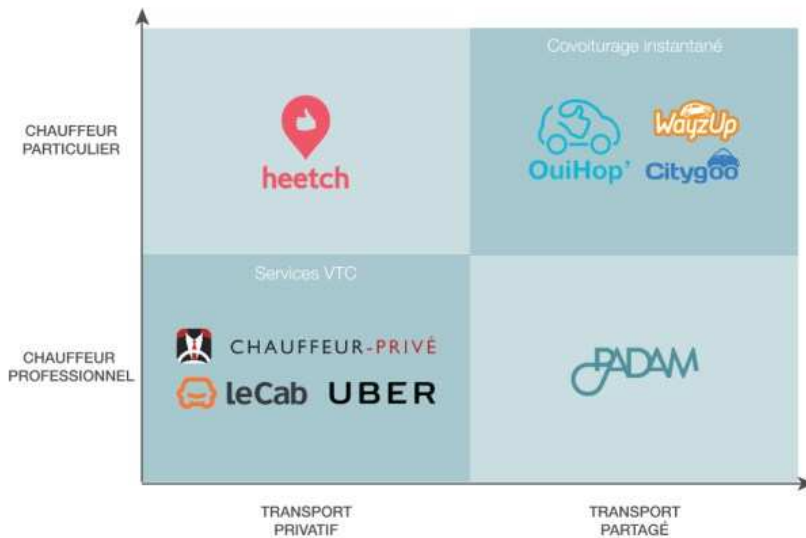 Covoiturage instantané
CHAUFFEUR
PARTICULIER
heetch
OuiHop'
WayzUp
Citygoo
Services VTC
CHAUFFEUR
PROFESSIONNEL
CHAUFFEUR-PRIVÉ
leCab UBER
PADAM
TRANSPORT
PRIVATIF
TRANSPORT
PARTAGÉ